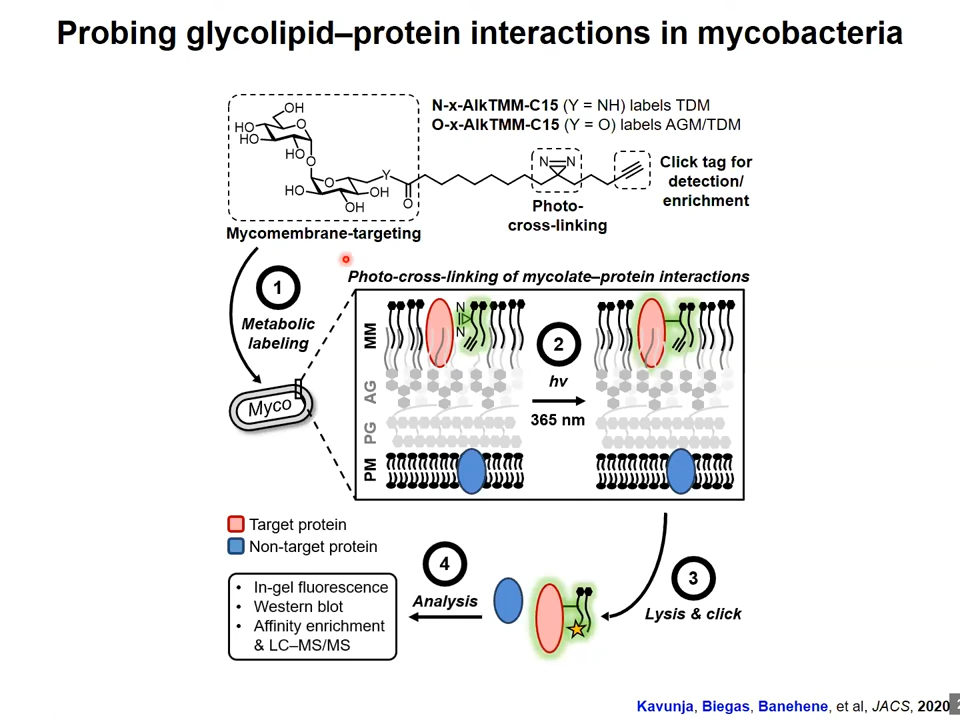 Probing glycolipid–protein interactions in mycobacteria
N-x-AlkTMM-C15 (Y = NH) labels TDM
O-x-AlkTMM-C15 (Y = O) labels AGM/TDM
OH
HO
O
HO
HO
O
O
HO
OH
OH
Y
O
N=N
Click tag for
detection/
enrichment
Photo-
cross-linking
Mycomembrane-targeting
Photo-cross-linking of mycolate–protein interactions
1
Metabolic
labeling
Myco
MM
AG
PG
PM
N
N
2
hv
365 nm
Target protein
Non-target protein
3
Lysis & click
4
Analysis
• In-gel fluorescence
• Western blot
• Affinity enrichment
& LC–MS/MS
Kavunja, Biegas, Banehene, et al, JACS, 2020